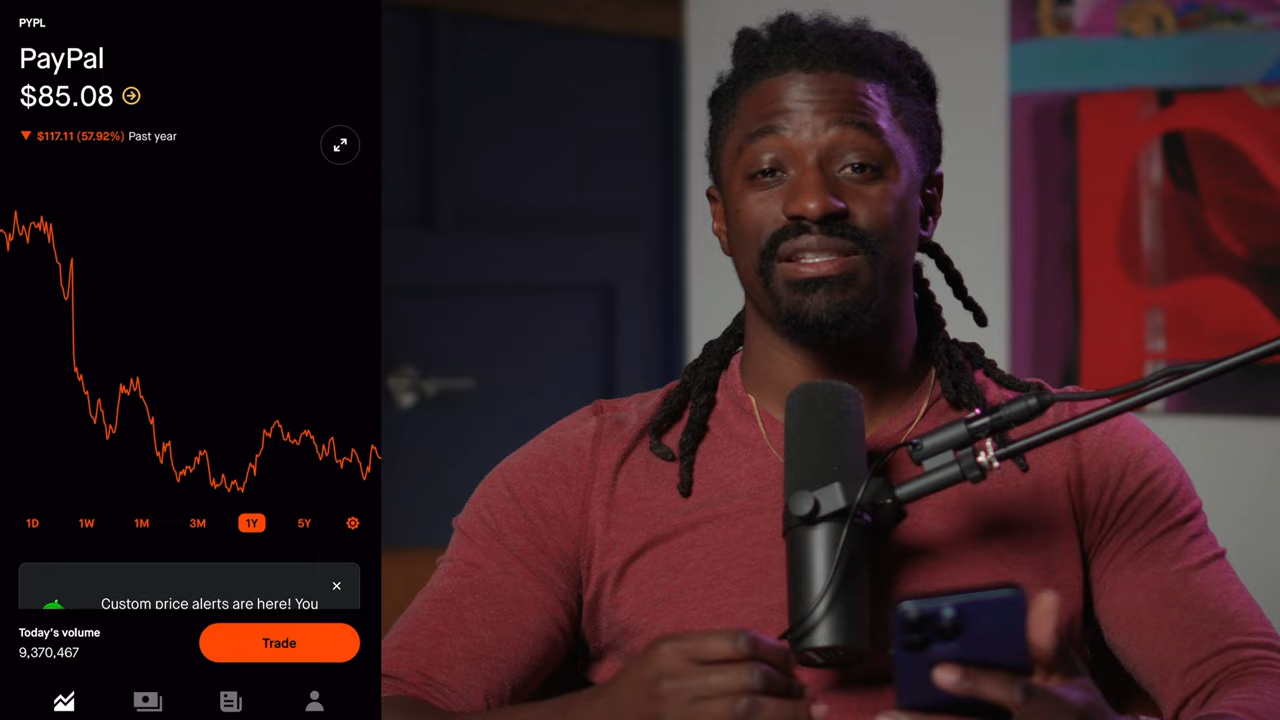 PYPL
PayPal
$85.08
$117.11 (57.92%) Past year
1D 1W 1M 3M 1Y 5Y
Custom price alerts are here! You
Today's volume
9,370,467
Trade